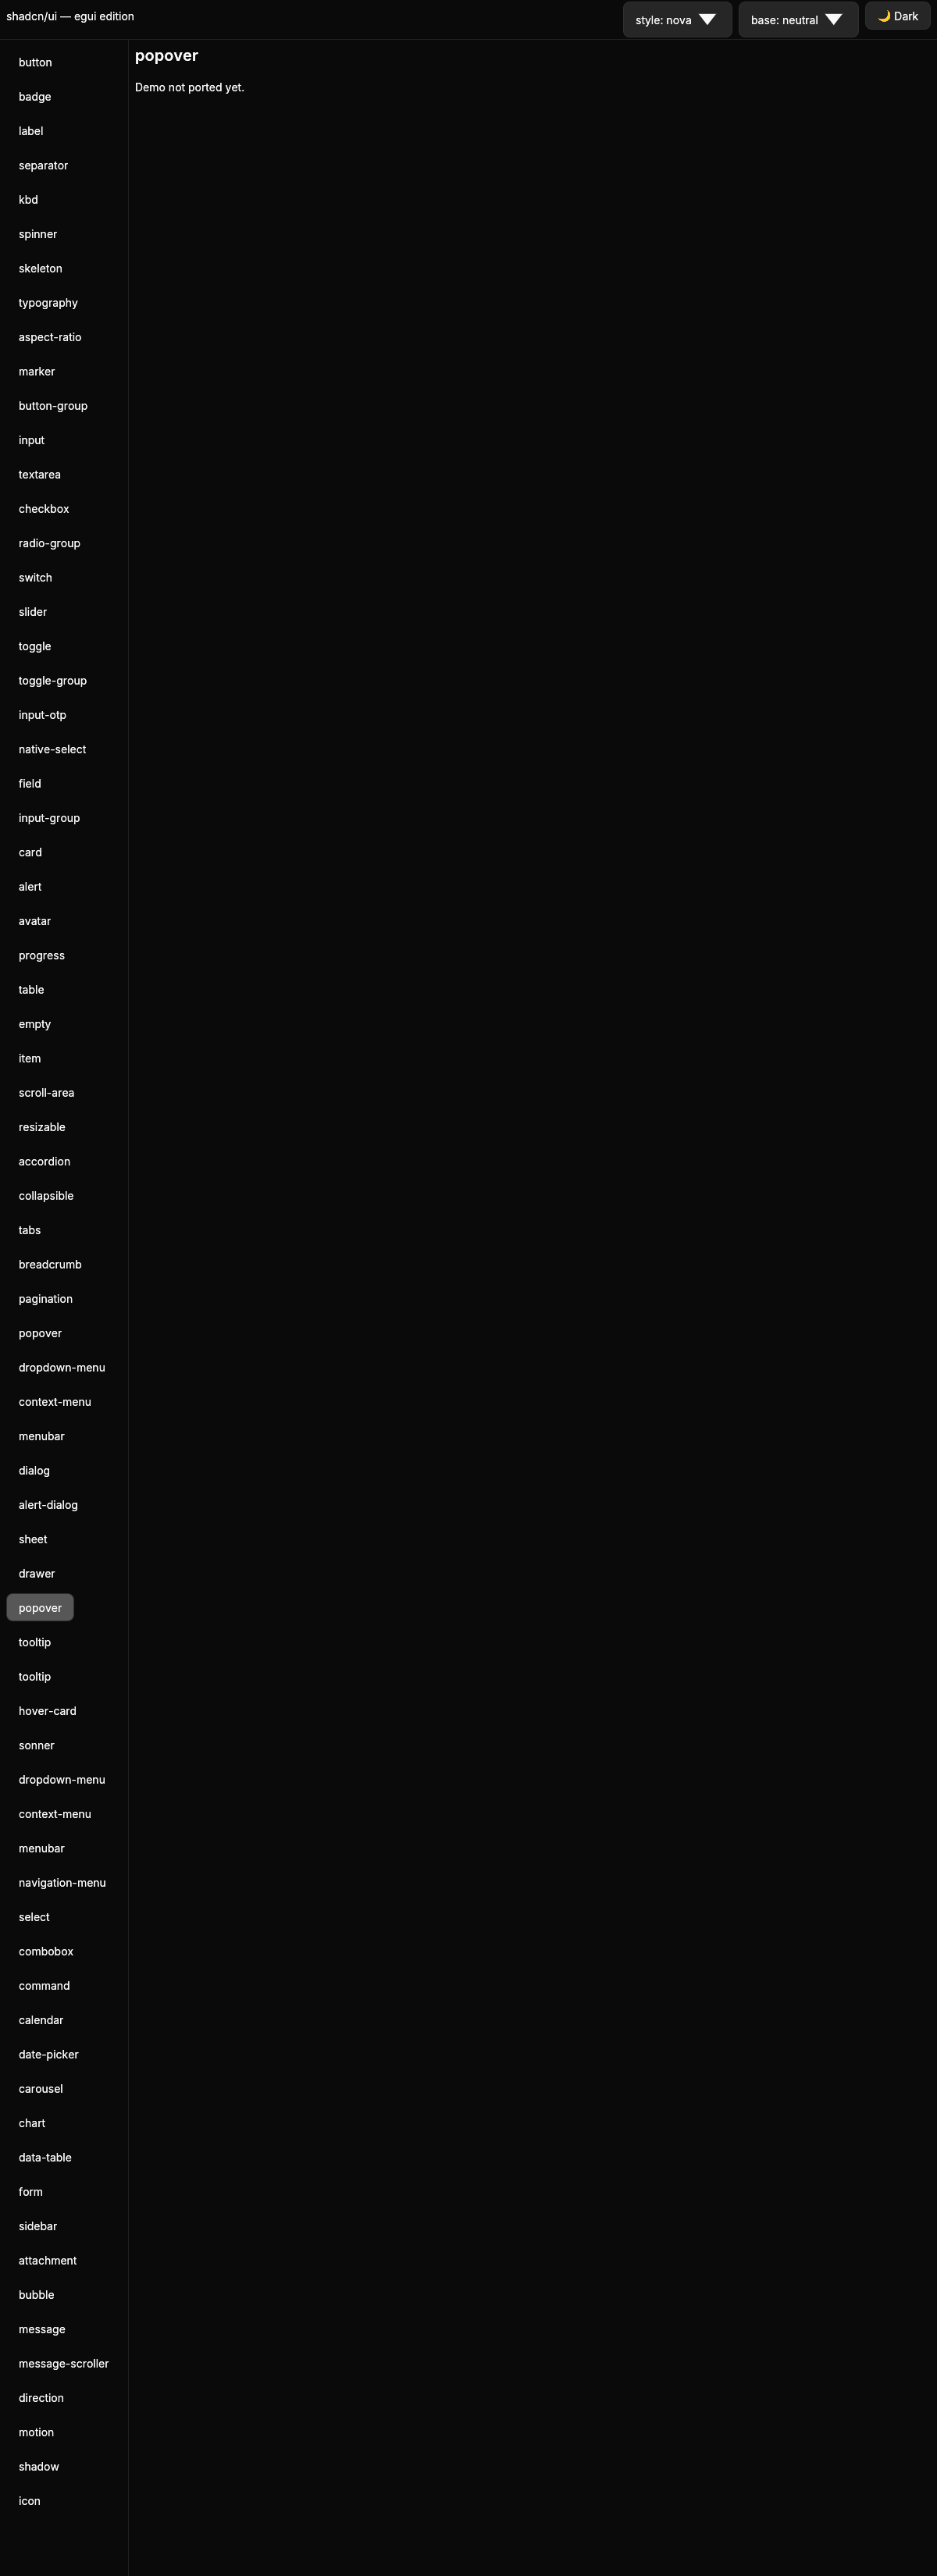 shadcn/ui — egui edition
style: nova
base: neutral
🌙 Dark
button
badge
label
separator
kbd
spinner
skeleton
typography
aspect-ratio
marker
button-group
input
textarea
checkbox
radio-group
switch
slider
toggle
toggle-group
input-otp
native-select
field
input-group
card
alert
avatar
progress
table
empty
item
scroll-area
resizable
accordion
collapsible
tabs
breadcrumb
pagination
popover
dropdown-menu
context-menu
menubar
dialog
alert-dialog
sheet
drawer
popover
tooltip
tooltip
hover-card
sonner
dropdown-menu
context-menu
menubar
navigation-menu
select
combobox
command
calendar
date-picker
carousel
chart
data-table
form
sidebar
attachment
bubble
message
message-scroller
direction
motion
shadow
icon
popover
Demo not ported yet.